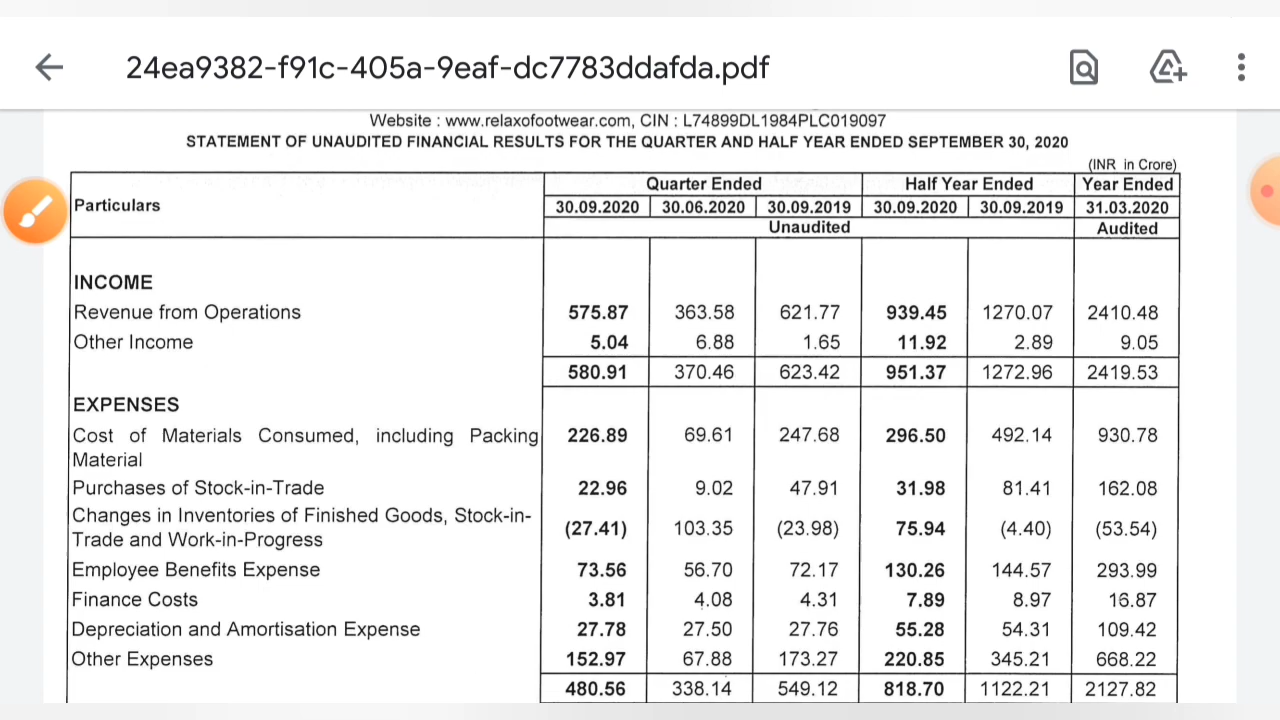 24ea9382-f91c-405a-9eaf-dc7783ddafda.pdf
Website : www.relaxofootwear.com, CIN : L74899DL1984PLC019097
STATEMENT OF UNAUDITED FINANCIAL RESULTS FOR THE QUARTER AND HALF YEAR ENDED SEPTEMBER 30, 2020
(INR in Crore)
Particulars Quarter Ended Half Year Ended Year Ended
30.09.2020 30.06.2020 30.09.2019 30.09.2020 30.09.2019 31.03.2020
Unaudited Audited
INCOME
Revenue from Operations 575.87 363.58 621.77 939.45 1270.07 2410.48
Other Income 5.04 6.88 1.65 11.92 2.89 9.05
580.91 370.46 623.42 951.37 1272.96 2419.53
EXPENSES
Cost of Materials Consumed, including Packing 226.89 69.61 247.68 296.50 492.14 930.78
Material
Purchases of Stock-in-Trade 22.96 9.02 47.91 31.98 81.41 162.08
Changes in Inventories of Finished Goods, Stock-in-
Trade and Work-in-Progress (27.41) 103.35 (23.98) 75.94 (4.40) (53.54)
Employee Benefits Expense 73.56 56.70 72.17 130.26 144.57 293.99
Finance Costs 3.81 4.08 4.31 7.89 8.97 16.87
Depreciation and Amortisation Expense 27.78 27.50 27.76 55.28 54.31 109.42
Other Expenses 152.97 67.88 173.27 220.85 345.21 668.22
480.56 338.14 549.12 818.70 1122.21 2127.82